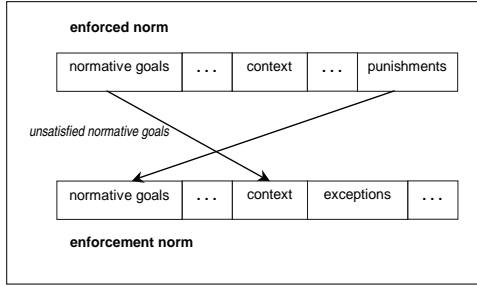 enforced norm
normative goals ... context ... punishments
unsatisfied normative goals
normative goals ... context exceptions ...
enforcement norm